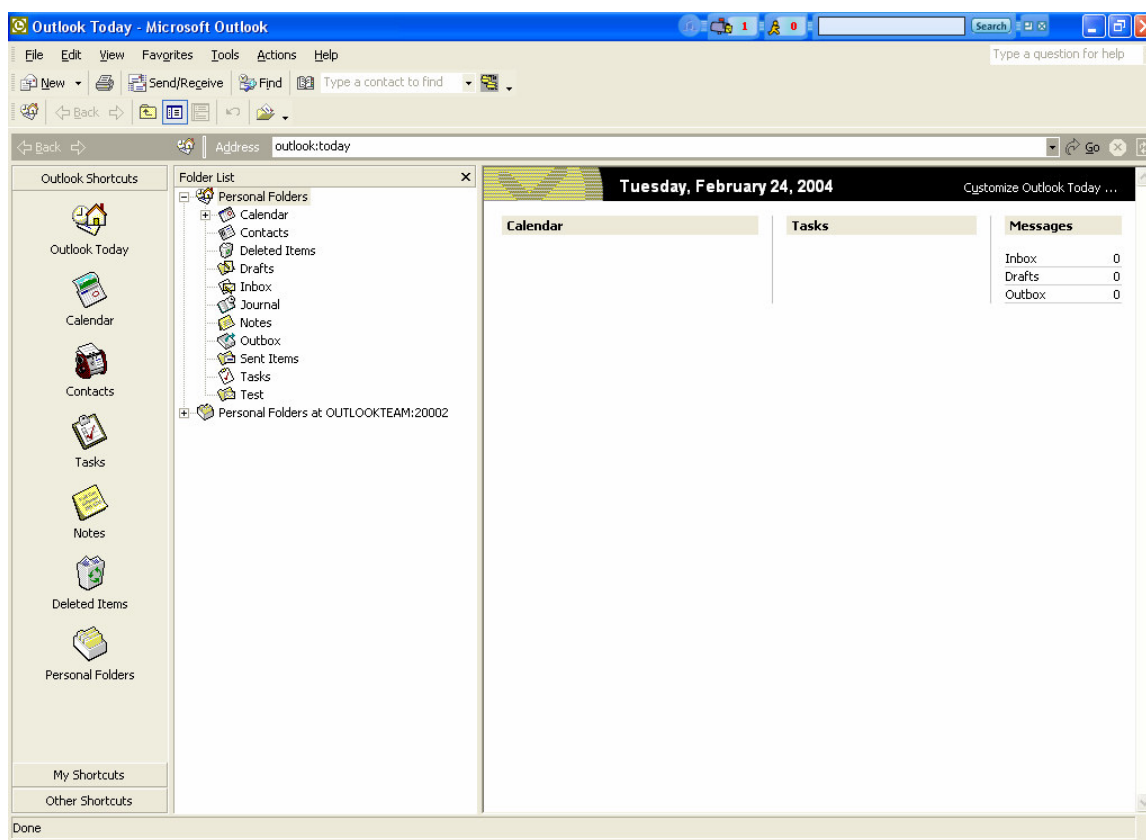 Outlook Today - Microsoft Outlook
1
0
Search
File Edit View Favorites Tools Actions Help
Type a question for help
New Send/Receive Find Type a contact to find
Back
Back Address outlook:today Go
Outlook Shortcuts
Outlook Today
Calendar
Contacts
Tasks
Notes
Deleted Items
Personal Folders
My Shortcuts
Other Shortcuts
Folder List
Personal Folders
Calendar
Contacts
Deleted Items
Drafts
Inbox
Journal
Notes
Outbox
Sent Items
Tasks
Test
Personal Folders at OUTLOOKTEAM:20002
Tuesday, February 24, 2004
Customize Outlook Today ...
Calendar
Tasks
Messages
Inbox 0
Drafts 0
Outbox 0
Done